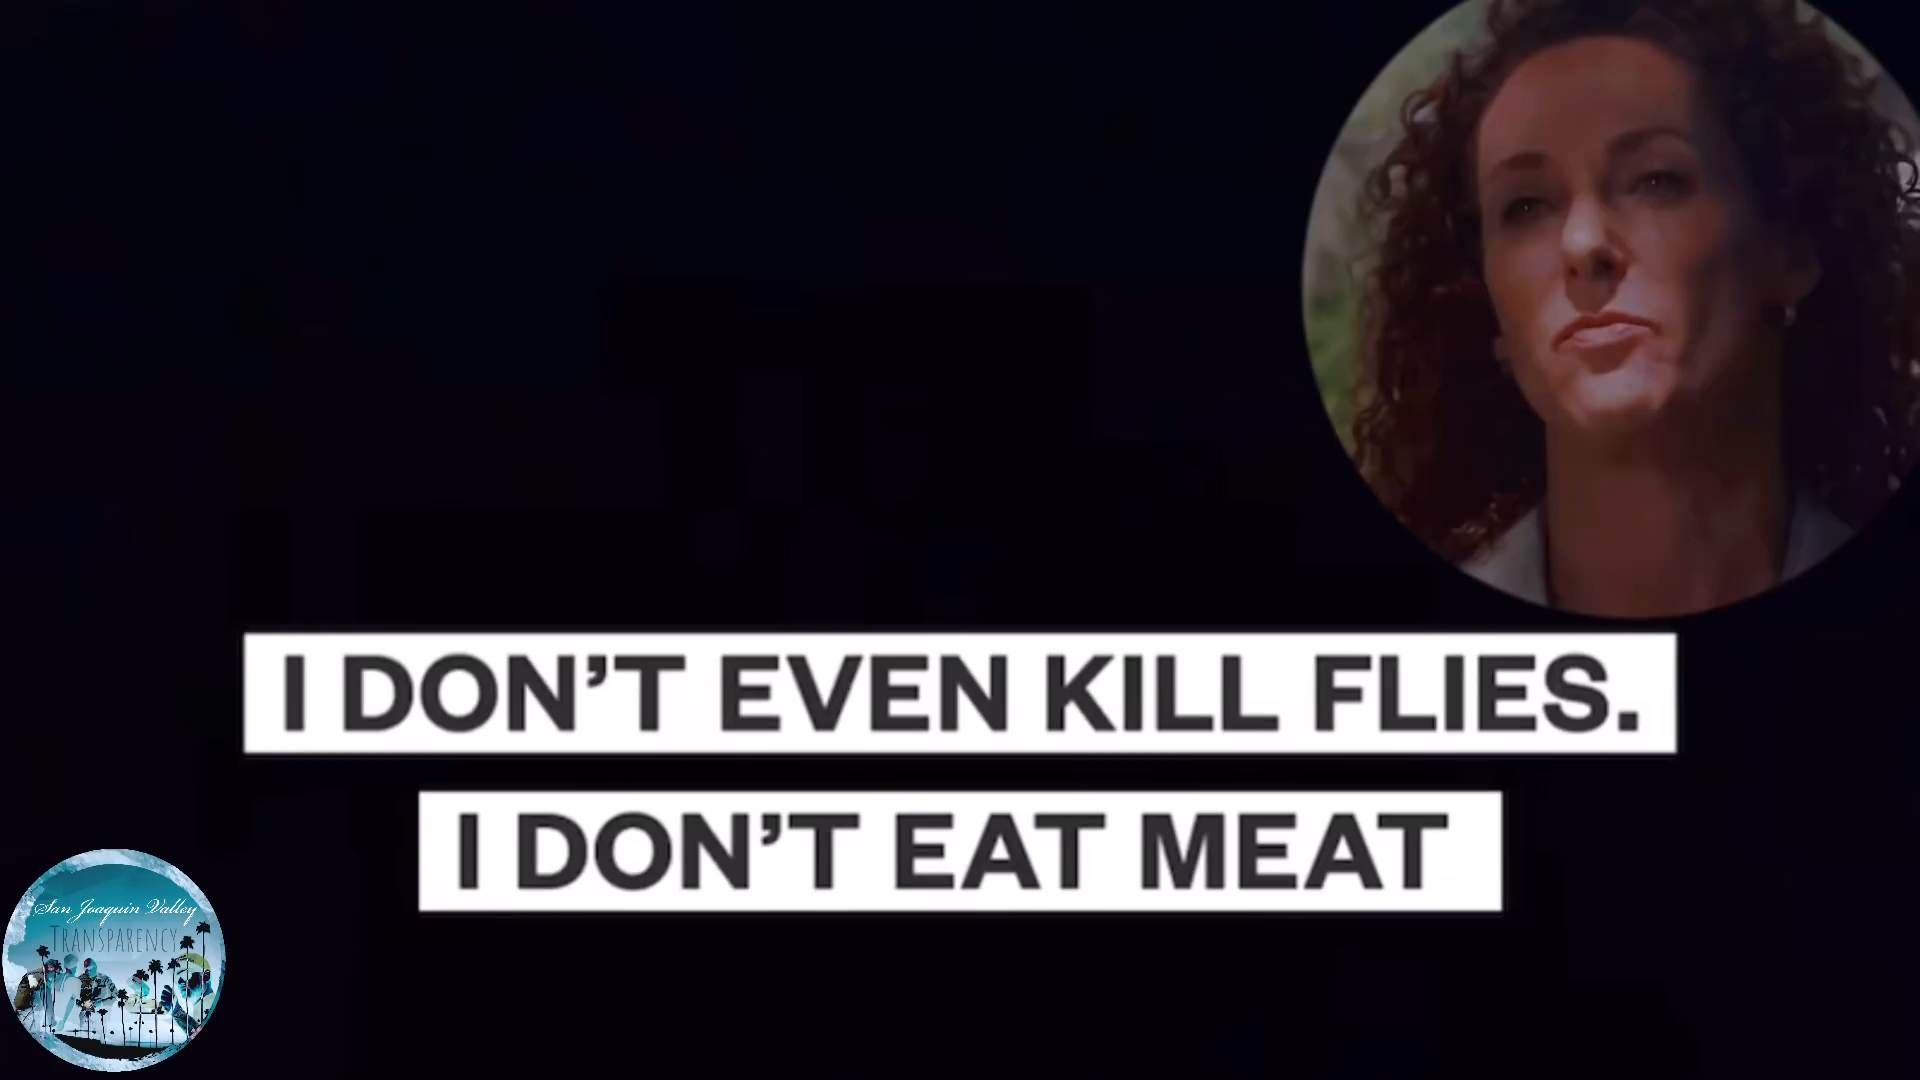 I DON'T EVEN KILL FLIES.
I DON'T EAT MEAT
San Joaquin Valley
TRANSPARENCY